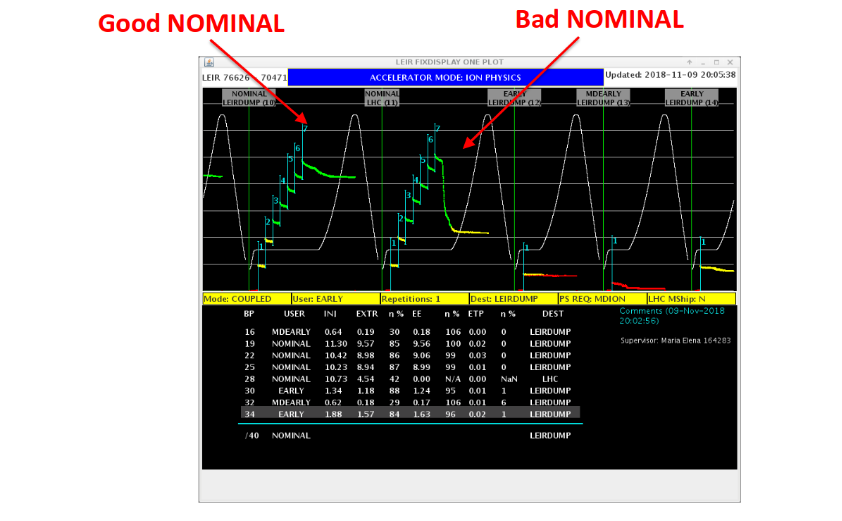 Good NOMINAL
Bad NOMINAL
LEIR FIXDISPLAY ONE PLOT
LEIR 76626 70471
ACCELERATOR MODE: ION PHYSICS
Updated: 2018-11-09 20:05:38
NOMINAL
LEIRDUMP (10)
NOMINAL
LHC (11)
EARLY
LEIRDUMP (12)
MDEARLY
LEIRDUMP (13)
EARLY
LEIRDUMP (14)
1 2 3 4 5 6 7
1 2 3 4 5 6 7
1
1
1
Mode: COUPLED User: EARLY Repetitions: 1 Dest: LEIRDUMP PS REQ: MDION LHC MShip: N
BP USER INI EXTR n % EE n % ETP n % DEST
16 MDEARLY 0.64 0.19 30 0.18 106 0.00 0 LEIRDUMP
19 NOMINAL 11.30 9.57 85 9.56 100 0.02 0 LEIRDUMP
22 NOMINAL 10.42 8.98 86 9.06 99 0.03 0 LEIRDUMP
25 NOMINAL 10.23 8.94 87 8.99 99 0.01 0 LEIRDUMP
28 NOMINAL 10.73 4.54 42 0.00 N/A 0.00 NaN LHC
30 EARLY 1.34 1.18 88 1.24 95 0.01 1 LEIRDUMP
32 MDEARLY 0.62 0.18 29 0.17 106 0.01 6 LEIRDUMP
34 EARLY 1.88 1.57 84 1.63 96 0.02 1 LEIRDUMP
/40 NOMINAL LEIRDUMP
Comments (09-Nov-2018
20:02:56)
Supervisor: Maria Elena 164283